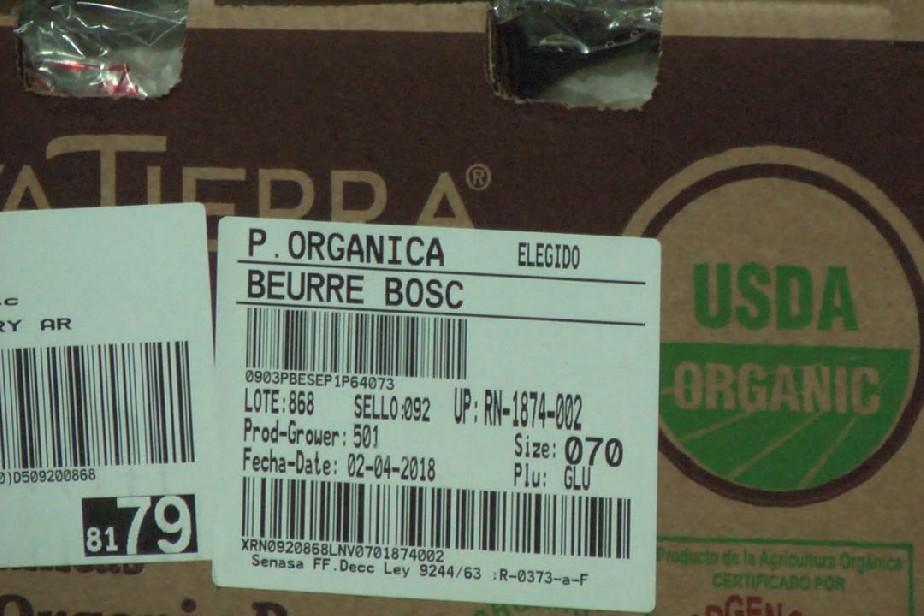 TIERRA®
P. ORGANICA ELEGIDO
BEURRE BOSC
0903PBESEP1P64073
LOTE:868 SELLO:092 UP:RN-1874-002
Prod-Grower: 501
Size: 070
Fecha-Date: 02-04-2018
Plu: GLU
XRN0920868LNV0701874002
Senasa FF.Decc Ley 9244/63 :R-0373-a-F
RY AR
)D509200868
8179
USDA
ORGANIC
Producto de la Agricultura Orgánica
CERTIFICADO POR